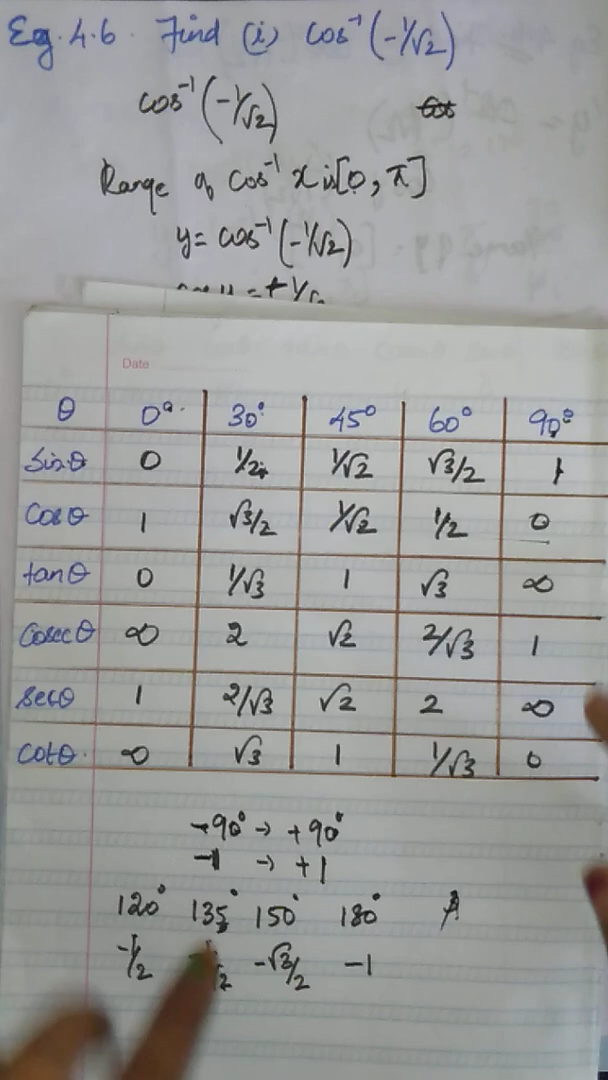 Eg. 4.6. Find (i) cos⁻¹(-1/√2)
cos⁻¹(-1/√2)
Range of cos⁻¹ x is [0, π]
y = cos⁻¹(-1/√2)
Date
θ 0° 30° 45° 60° 90°
sinθ 0 1/2 1/√2 √3/2 1
cosθ 1 √3/2 1/√2 1/2 0
tanθ 0 1/√3 1 √3 ∞
cosecθ ∞ 2 √2 2/√3 1
secθ 1 2/√3 √2 2 ∞
cotθ ∞ √3 1 1/√3 0
-90° → +90°
-1 → +1
120° 135° 150° 180°
-1/2 -√3/2 -1